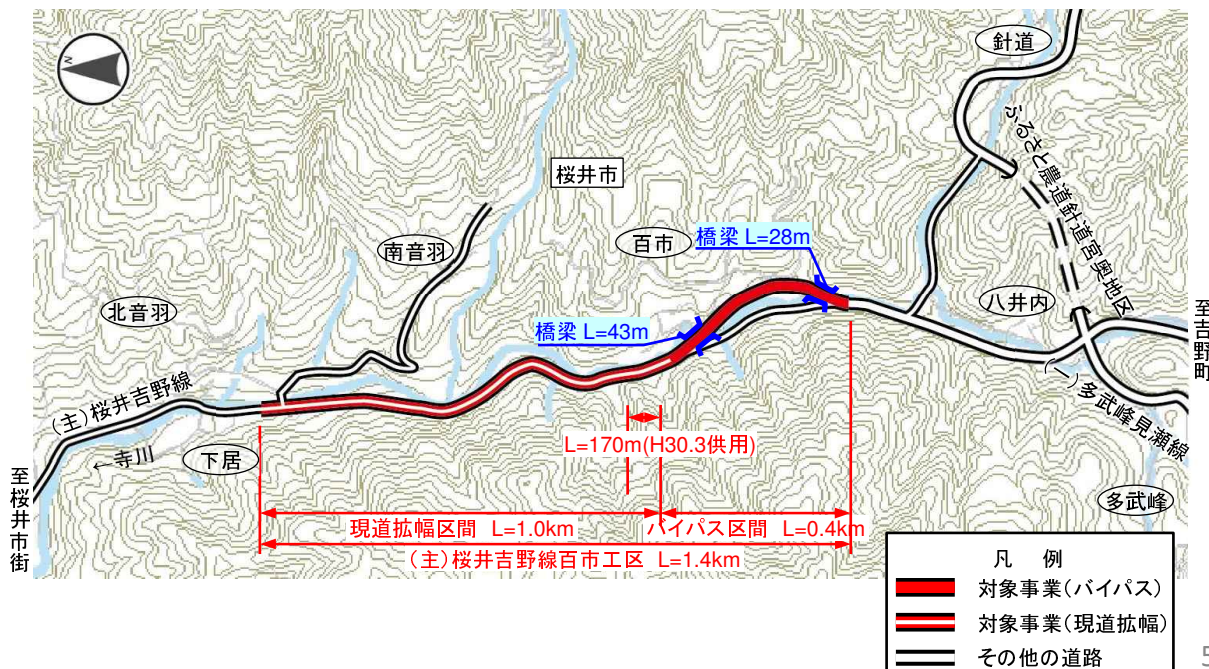 N
針道
ふるさと農道針道宮奥地区
桜井市
百市
橋梁 L=28m
南音羽
北音羽
八井内
至吉野町
橋梁 L=43m
(主)桜井吉野線
(一)多武峰見瀬線
L=170m(H30.3供用)
←寺川
下居
至桜井市街
多武峰
現道拡幅区間 L=1.0km
バイパス区間 L=0.4km
(主)桜井吉野線百市工区 L=1.4km
凡 例
対象事業(バイパス)
対象事業(現道拡幅)
その他の道路
5